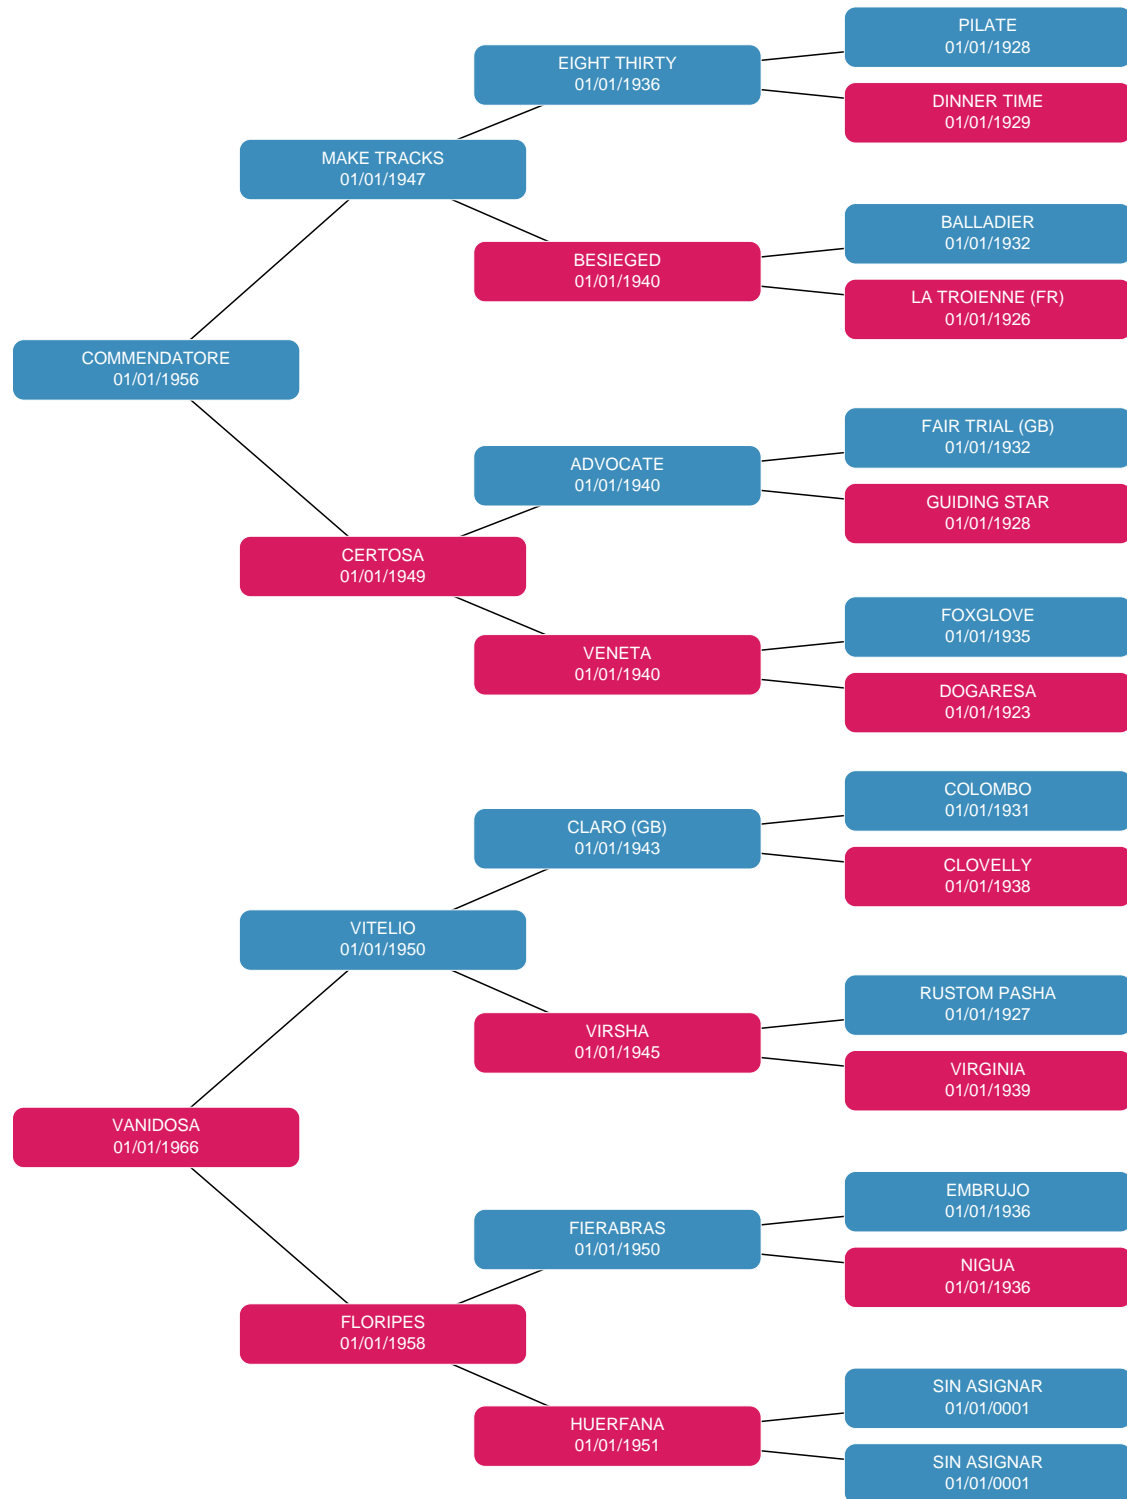 PILATE
01/01/1928
EIGHT THIRTY
01/01/1936
DINNER TIME
01/01/1929
MAKE TRACKS
01/01/1947
BALLADIER
01/01/1932
BESIEGED
01/01/1940
LA TROIENNE (FR)
01/01/1926
COMMENDATORE
01/01/1956
FAIR TRIAL (GB)
01/01/1932
ADVOCATE
01/01/1940
GUIDING STAR
01/01/1928
CERTOSA
01/01/1949
FOXGLOVE
01/01/1935
VENETA
01/01/1940
DOGARESA
01/01/1923
COLOMBO
01/01/1931
CLARO (GB)
01/01/1943
CLOVELLY
01/01/1938
VITELIO
01/01/1950
RUSTOM PASHA
01/01/1927
VIRSHA
01/01/1945
VIRGINIA
01/01/1939
VANIDOSA
01/01/1966
EMBRUJO
01/01/1936
FIERABRAS
01/01/1950
NIGUA
01/01/1936
FLORIPES
01/01/1958
SIN ASIGNAR
01/01/0001
HUERFANA
01/01/1951
SIN ASIGNAR
01/01/0001